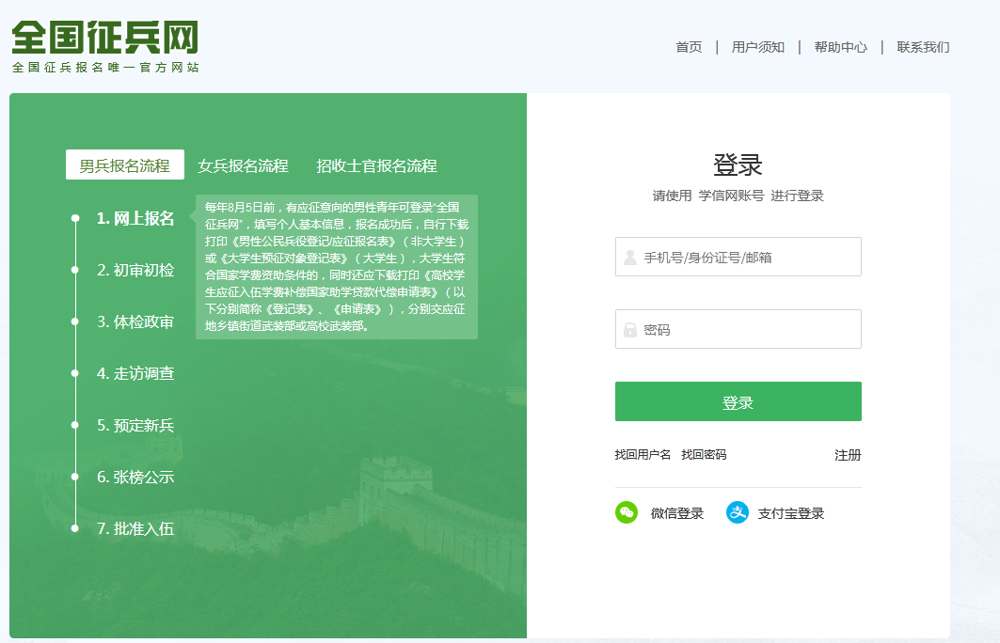 全国征兵网
全国征兵报名唯一官方网站
首页 | 用户须知 | 帮助中心 | 联系我们
男兵报名流程 女兵报名流程 招收士官报名流程
1. 网上报名
每年8月5日前，有应征意向的男性青年可登录“全国
征兵网”，填写个人基本信息，报名成功后，自行下载
打印《男性公民兵役登记/应征报名表》（非大学生）
或《大学生预征对象登记表》（大学生），大学生符
合国家学费资助条件的，同时还应下载打印《高校学
生应征入伍学费补偿国家助学贷款代偿申请表》（以
下分别简称《登记表》、《申请表》），分别交应征
地乡镇街道武装部或高校武装部。
2. 初审初检
3. 体检政审
4. 走访调查
5. 预定新兵
6. 张榜公示
7. 批准入伍
登录
请使用 学信网账号 进行登录
手机号/身份证号/邮箱
密码
登录
找回用户名 找回密码 注册
微信登录 支付宝登录